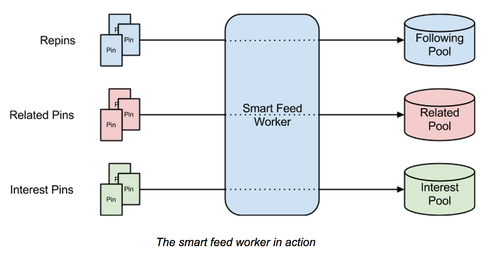 Repins
P
Pin
Pin
Following
Pool
Related Pins
P
Pin
Pin
Smart Feed
Worker
Related
Pool
Interest Pins
P
Pin
Pin
Interest
Pool
The smart feed worker in action